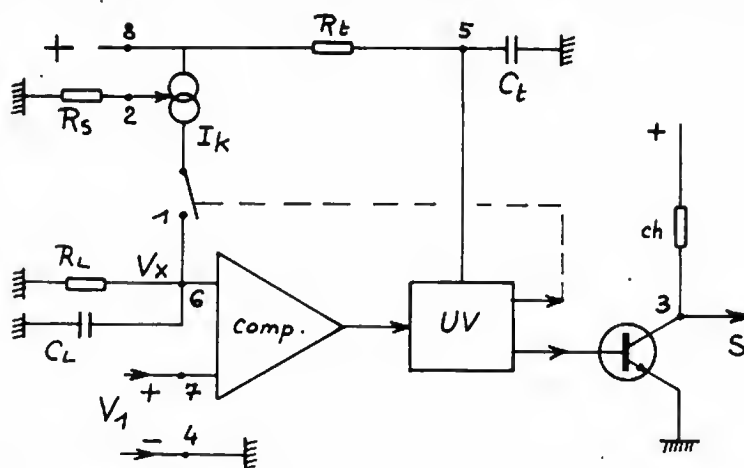 + 8 Rt 5
Ct
Rs 2
Ik
+
1
ch
RL Vx
6
comp. UV
3
CL
S
+ 7
V1
- 4